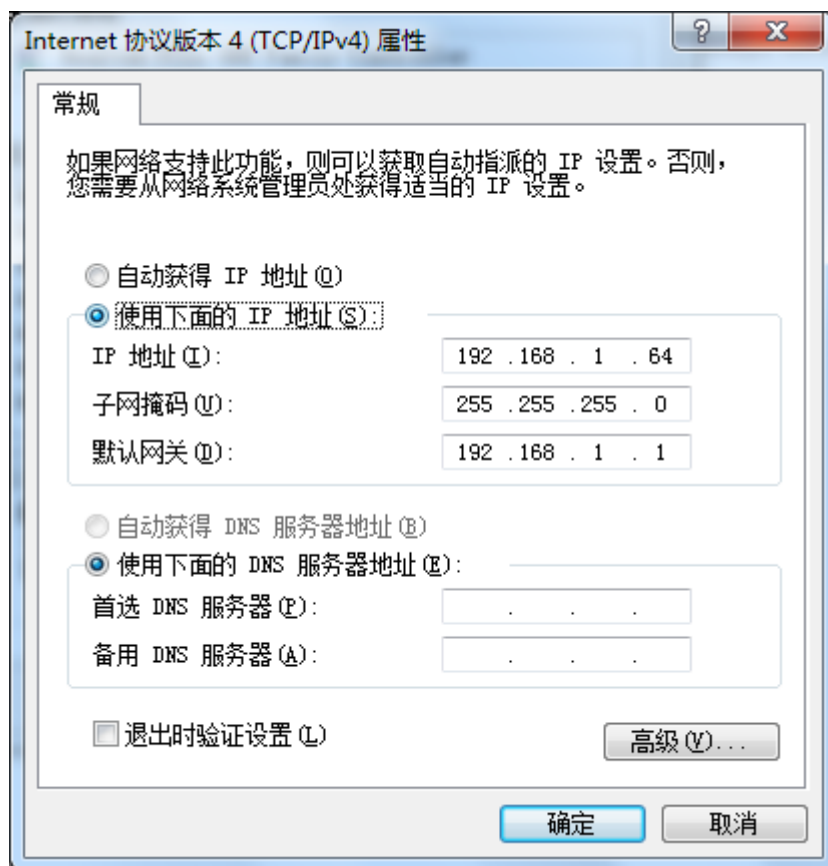 Internet 协议版本 4 (TCP/IPv4) 属性
常规
如果网络支持此功能，则可以获取自动指派的 IP 设置。否则，
您需要从网络系统管理员处获得适当的 IP 设置。
自动获得 IP 地址(O)
使用下面的 IP 地址(S):
IP 地址(I): 192 .168 . 1 . 64
子网掩码(U): 255 .255 .255 . 0
默认网关(D): 192 .168 . 1 . 1
自动获得 DNS 服务器地址(B)
使用下面的 DNS 服务器地址(E):
首选 DNS 服务器(P): . . .
备用 DNS 服务器(A): . . .
退出时验证设置(L)
高级(V)...
确定 取消